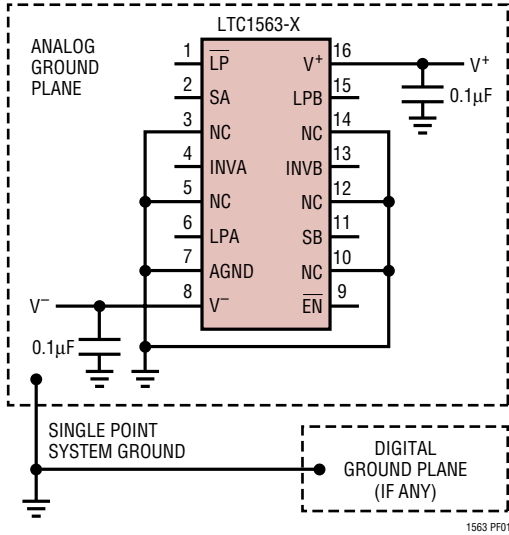 LTC1563-X
ANALOG
GROUND
PLANE
1
L̅P̅
2
SA
3
NC
4
INVA
5
NC
6
LPA
7
AGND
8
V⁻
16
V⁺
15
LPB
14
NC
13
INVB
12
NC
11
SB
10
NC
9
E̅N̅
V⁺
0.1µF
V⁻
0.1µF
SINGLE POINT
SYSTEM GROUND
DIGITAL
GROUND PLANE
(IF ANY)
1563 PF01